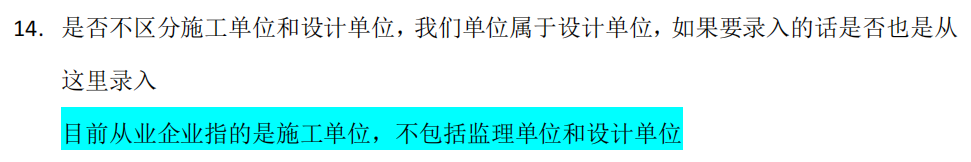 14. 是否不区分施工单位和设计单位，我们单位属于设计单位，如果要录入的话是否也是从
这里录入
目前从业企业指的是施工单位，不包括监理单位和设计单位